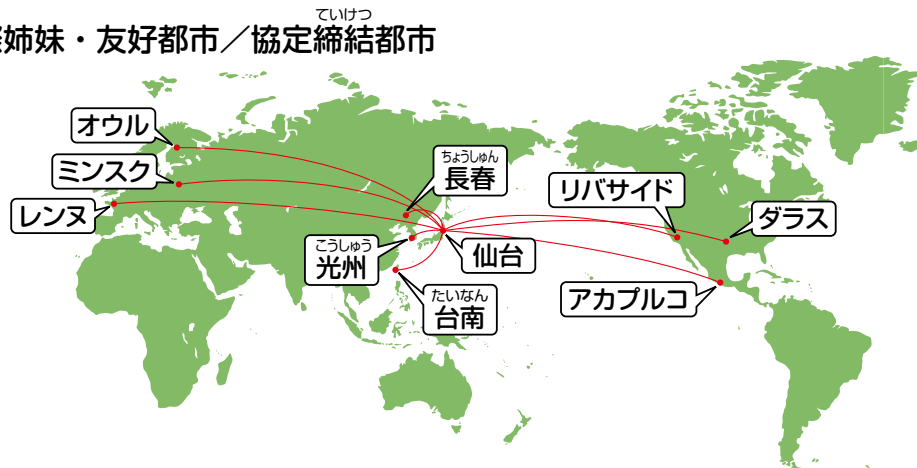 ていけつ
姉妹・友好都市／協定締結都市
オウル
ミンスク
レンヌ
ちょうしゅん
長春
こうしゅう
光州
仙台
たいなん
台南
リバサイド
ダラス
アカプルコ